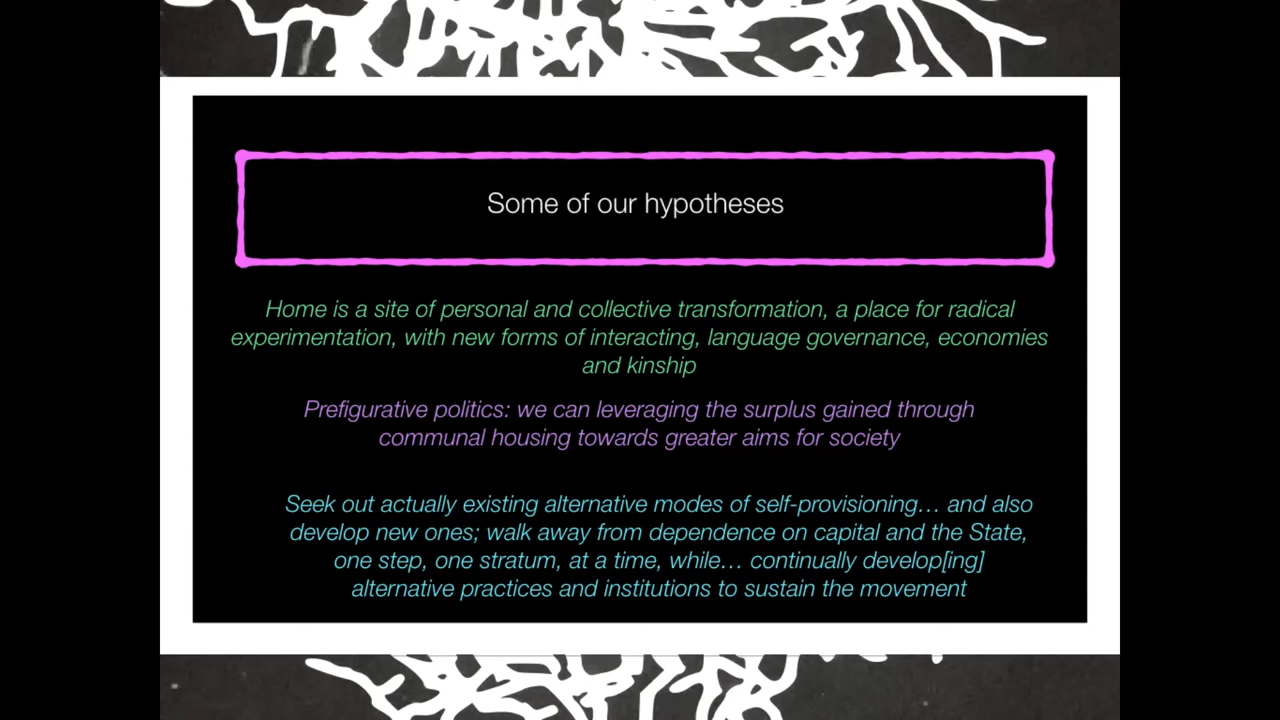 Some of our hypotheses
Home is a site of personal and collective transformation, a place for radical
experimentation, with new forms of interacting, language governance, economies
and kinship
Prefigurative politics: we can leveraging the surplus gained through
communal housing towards greater aims for society
Seek out actually existing alternative modes of self-provisioning… and also
develop new ones; walk away from dependence on capital and the State,
one step, one stratum, at a time, while… continually develop[ing]
alternative practices and institutions to sustain the movement